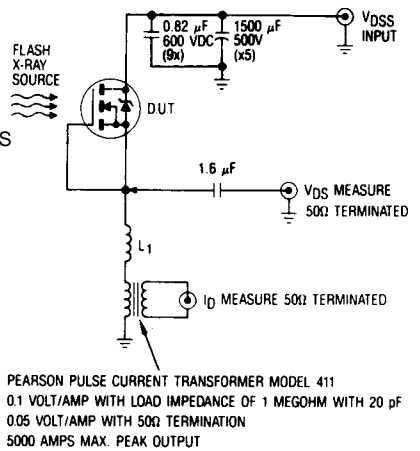 0.82 μF
600 VDC
(9x)
1500 μF
500V
(x5)
VDSS
INPUT
FLASH
X-RAY
SOURCE
D.U.T.
S
1.6 μF
VDS MEASURE
50Ω TERMINATED
L1
ID MEASURE 50Ω TERMINATED
PEARSON PULSE CURRENT TRANSFORMER MODEL 411
0.1 VOLT/AMP WITH LOAD IMPEDANCE OF 1 MEGOHM WITH 20 pF
0.05 VOLT/AMP WITH 50Ω TERMINATION
5000 AMPS MAX. PEAK OUTPUT